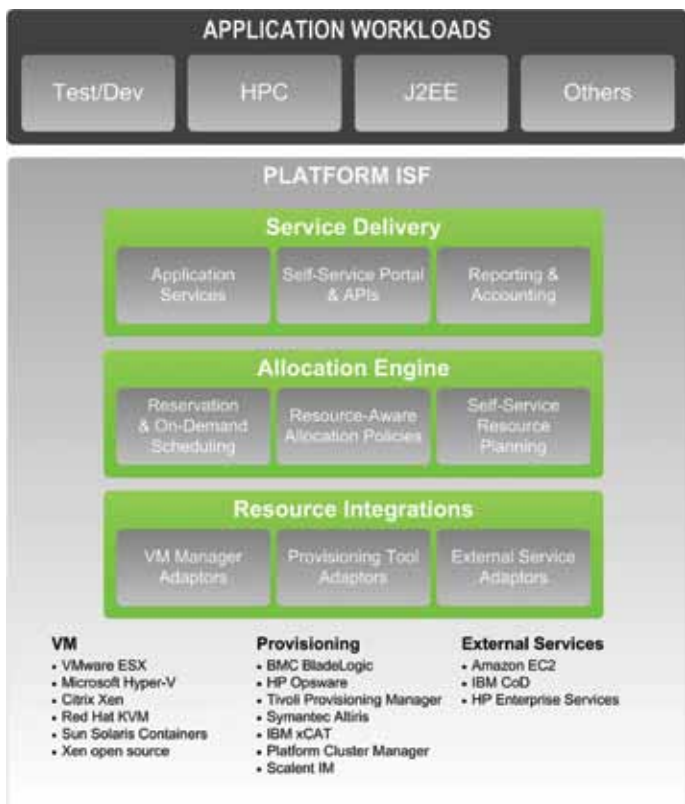 APPLICATION WORKLOADS
Test/Dev
HPC
J2EE
Others
PLATFORM ISF
Service Delivery
Application
Services
Self-Service Portal
& APIs
Reporting &
Accounting
Allocation Engine
Reservation
& On-Demand
Scheduling
Resource-Aware
Allocation Policies
Self-Service
Resource
Planning
Resource Integrations
VM Manager
Adaptors
Provisioning Tool
Adaptors
External Service
Adaptors
VM
• VMware ESX
• Microsoft Hyper-V
• Citrix Xen
• Red Hat KVM
• Sun Solaris Containers
• Xen open source
Provisioning
• BMC BladeLogic
• HP Opsware
• Tivoli Provisioning Manager
• Symantec Altiris
• IBM xCAT
• Platform Cluster Manager
• Scalent IM
External Services
• Amazon EC2
• IBM CoD
• HP Enterprise Services